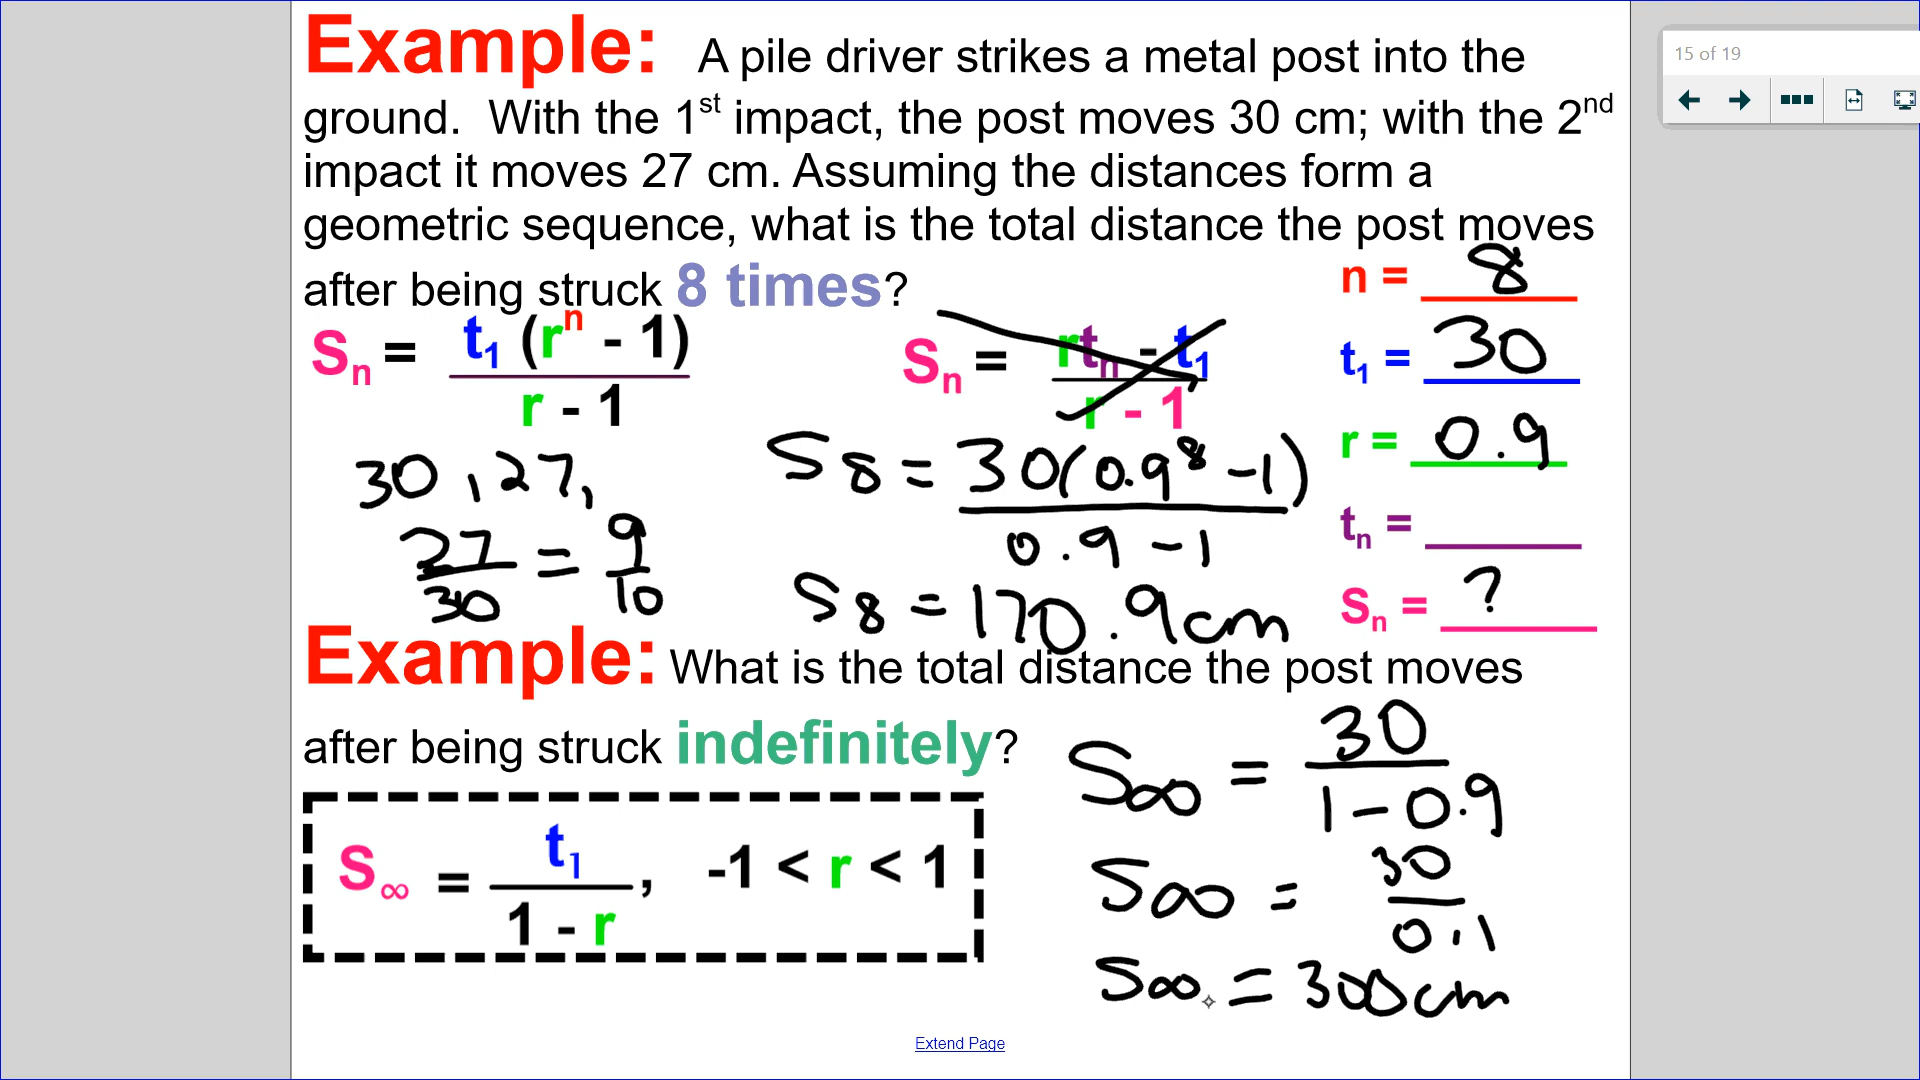 Example: A pile driver strikes a metal post into the
ground. With the 1st impact, the post moves 30 cm; with the 2nd
impact it moves 27 cm. Assuming the distances form a
geometric sequence, what is the total distance the post moves
after being struck 8 times?
Sn = t1 (r^n - 1) / r - 1
Sn = rtn - t1 / r - 1
n = 8
t1 = 30
r = 0.9
tn =
Sn = ?
30, 27,
27/30 = 9/10
S8 = 30(0.9^8 - 1) / 0.9 - 1
S8 = 170.9cm
Example: What is the total distance the post moves
after being struck indefinitely?
S∞ = t1 / 1 - r, -1 < r < 1
S∞ = 30 / 1 - 0.9
S∞ = 30 / 0.1
S∞ = 300cm
Extend Page
15 of 19